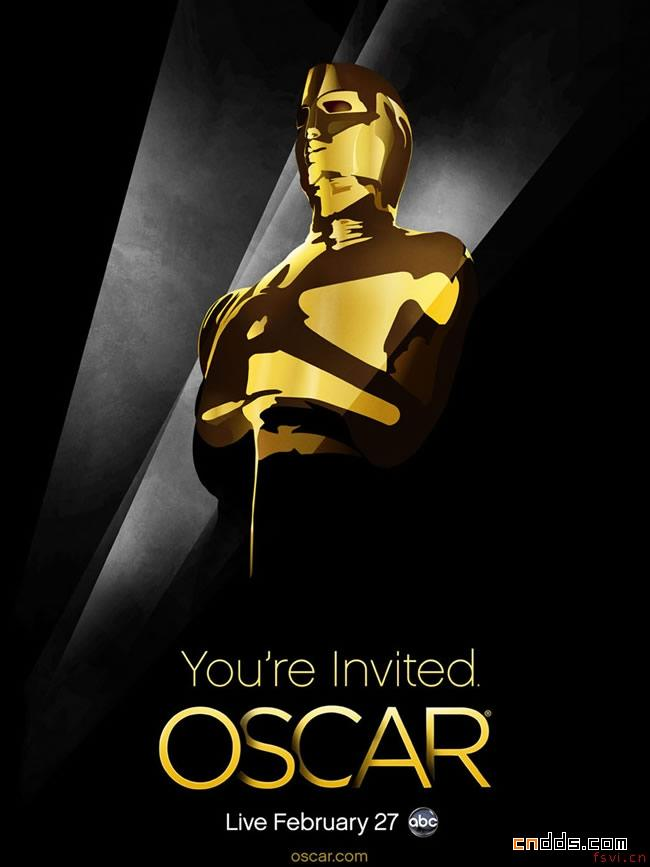 You're Invited.
OSCAR®
Live February 27 abc
oscar.com
cndds.com
fsvi.cn